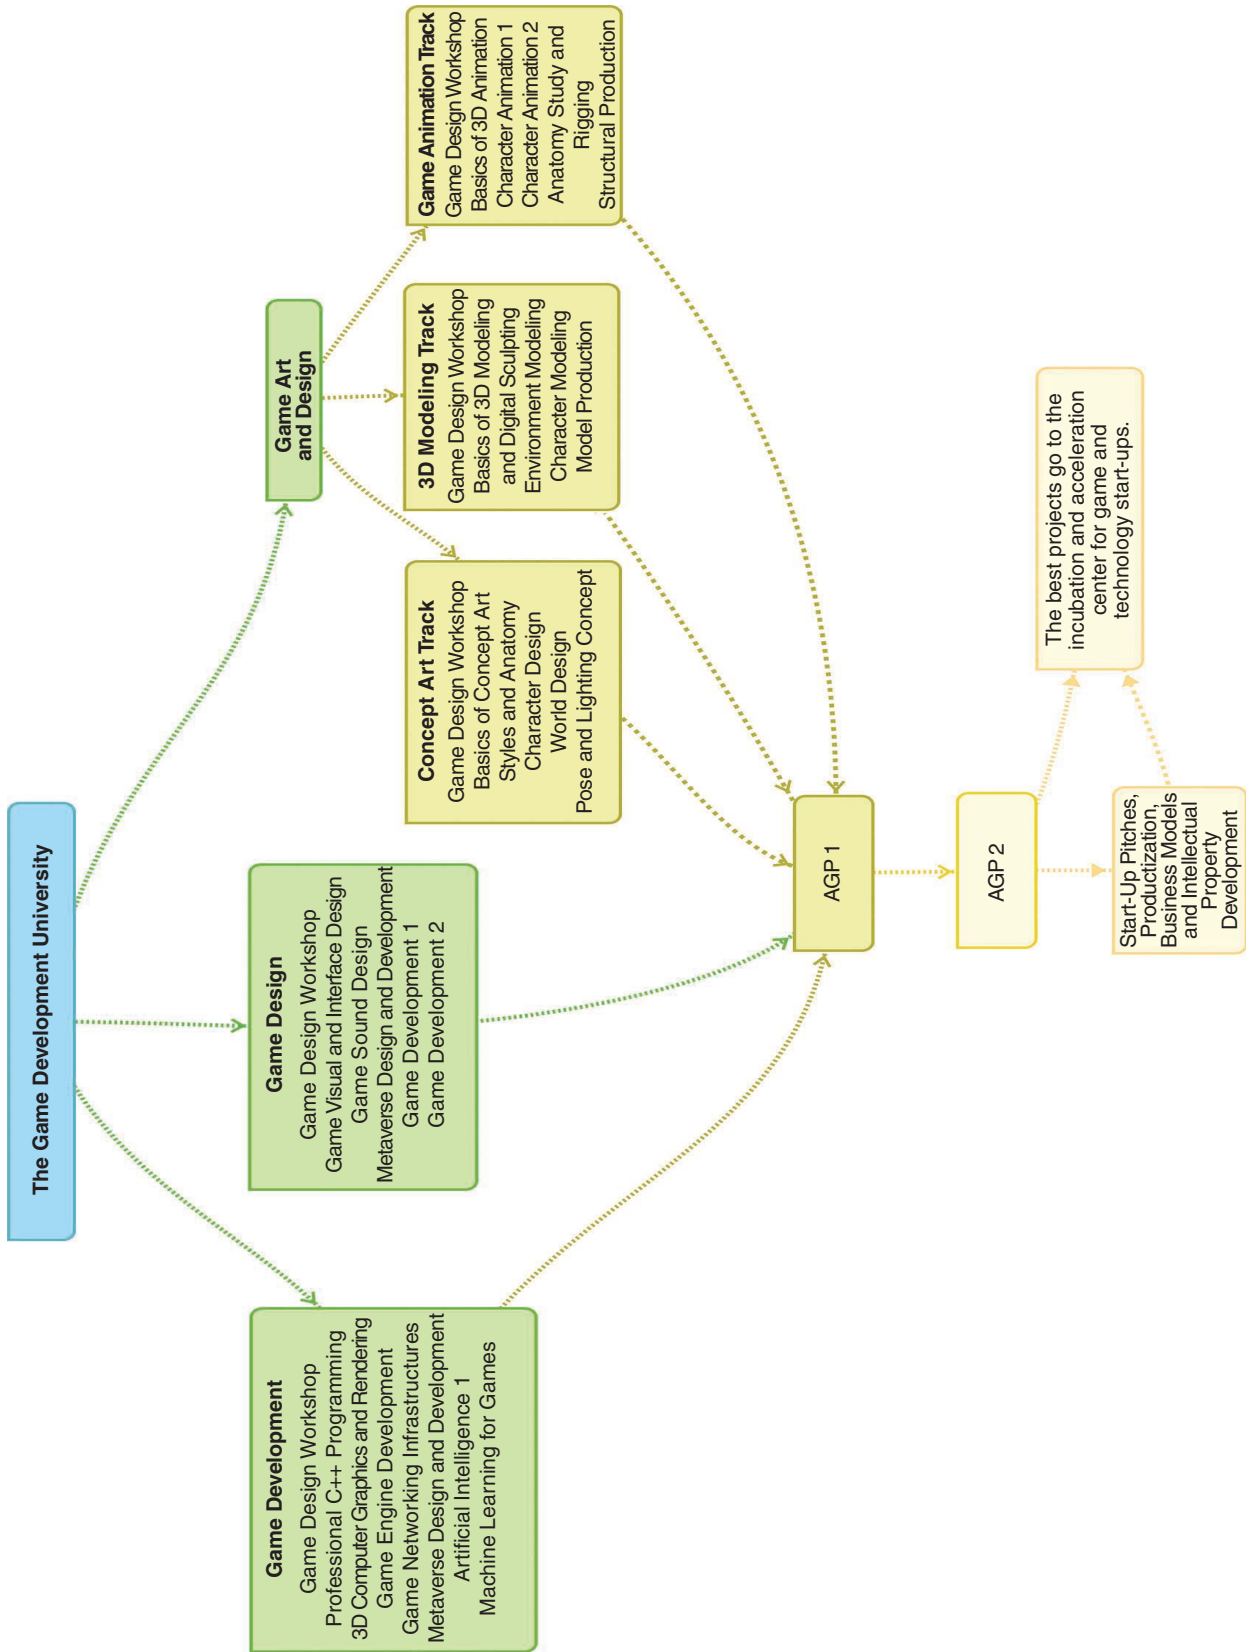 The Game Development University
Game Development
Game Design Workshop
Professional C++ Programming
3D Computer Graphics and Rendering
Game Engine Development
Game Networking Infrastructures
Metaverse Design and Development
Artificial Intelligence 1
Machine Learning for Games
Game Design
Game Design Workshop
Game Visual and Interface Design
Game Sound Design
Metaverse Design and Development
Game Development 1
Game Development 2
Game Art
and Design
Concept Art Track
Game Design Workshop
Basics of Concept Art
Styles and Anatomy
Character Design
World Design
Pose and Lighting Concept
3D Modeling Track
Game Design Workshop
Basics of 3D Modeling
and Digital Sculpting
Environment Modeling
Character Modeling
Model Production
Game Animation Track
Game Design Workshop
Basics of 3D Animation
Character Animation 1
Character Animation 2
Anatomy Study and
Rigging
Structural Production
AGP 1
AGP 2
Start-Up Pitches,
Productization,
Business Models
and Intellectual
Property
Development
The best projects go to the
incubation and acceleration
center for game and
technology start-ups.